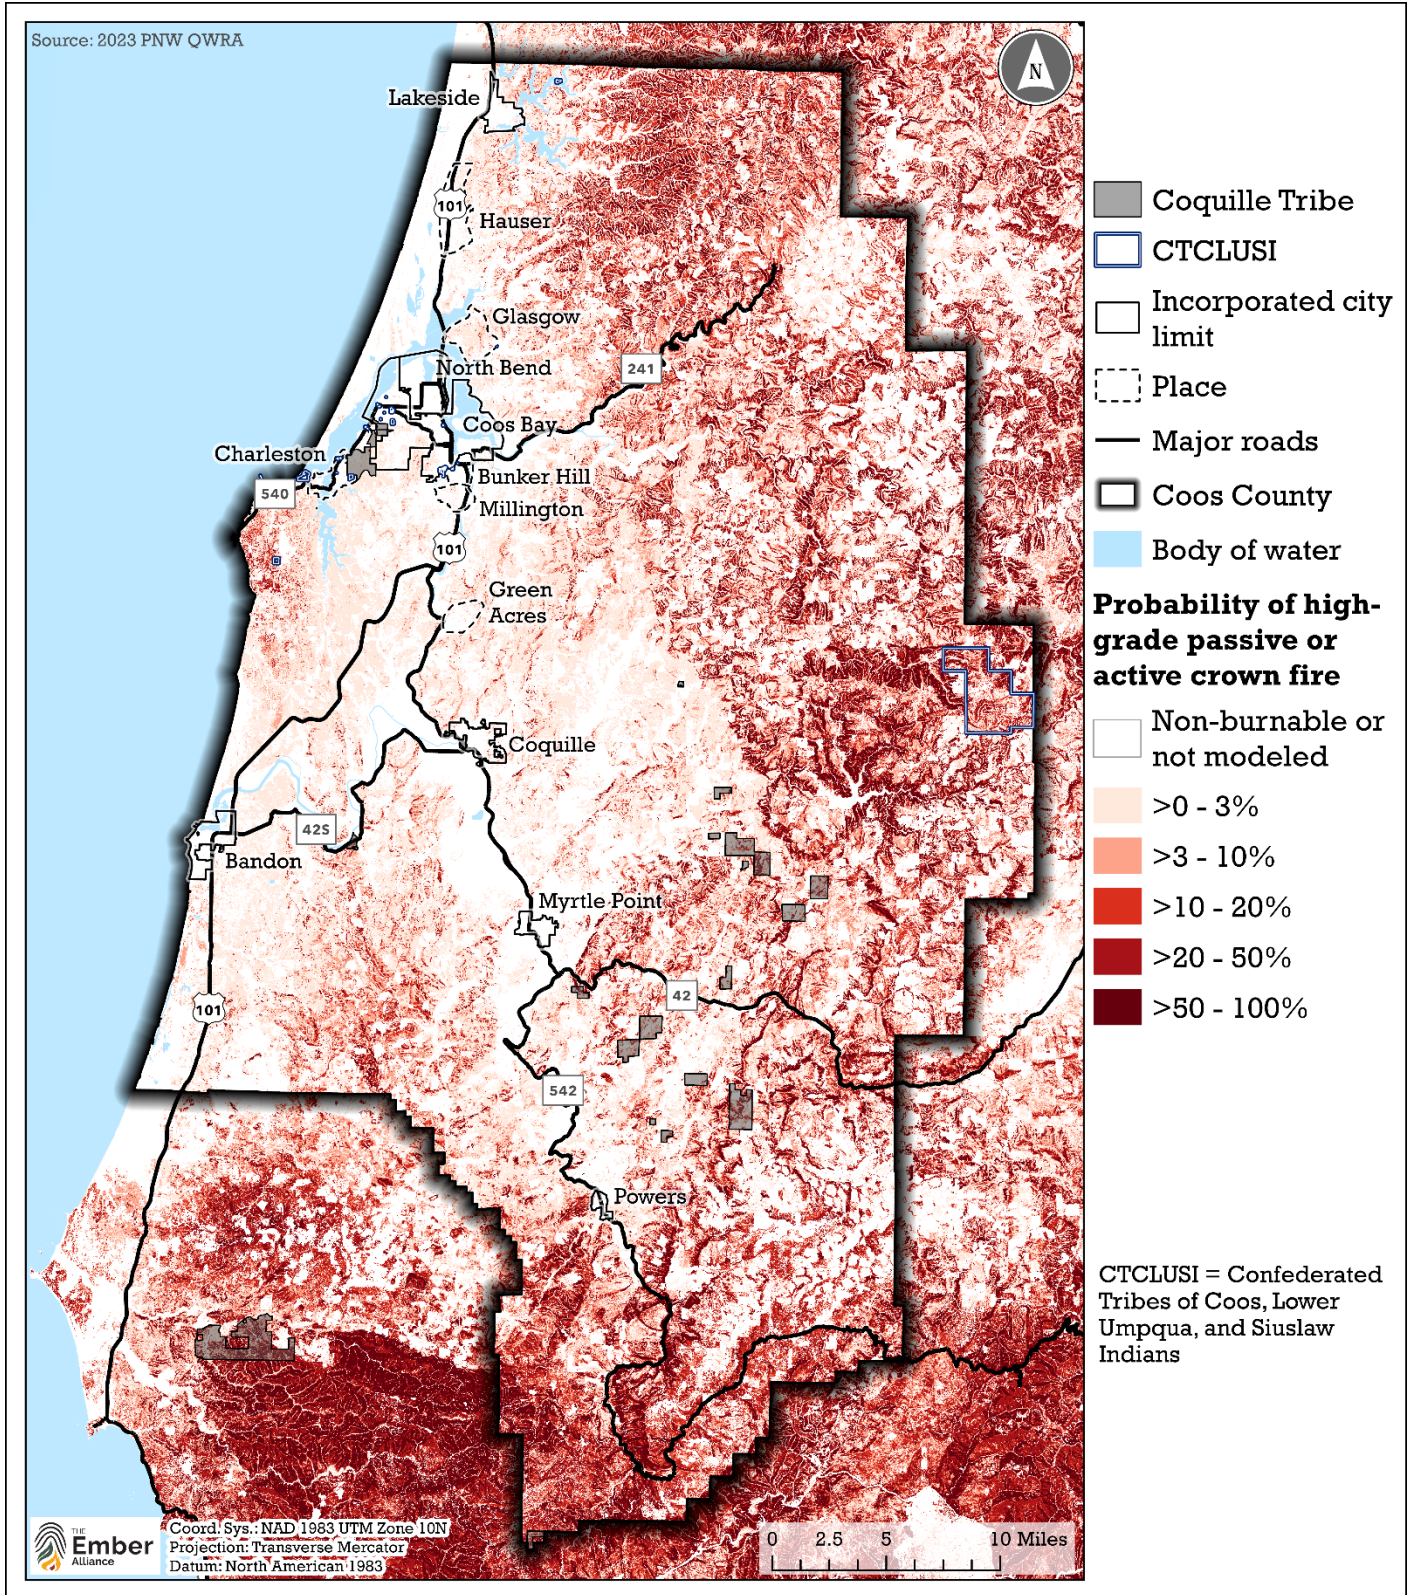 Source: 2023 PNW QWRA
N
Lakeside
101
Hauser
Glasgow
North Bend
241
Coos Bay
Charleston
Bunker Hill
540
Millington
101
Green
Acres
Coquille
42S
Bandon
Myrtle Point
42
101
542
Powers
Coquille Tribe
CTCLUSI
Incorporated city
limit
Place
Major roads
Coos County
Body of water
Probability of high-
grade passive or
active crown fire
Non-burnable or
not modeled
>0 - 3%
>3 - 10%
>10 - 20%
>20 - 50%
>50 - 100%
CTCLUSI = Confederated
Tribes of Coos, Lower
Umpqua, and Siuslaw
Indians
THE
Ember
Alliance
Coord. Sys.: NAD 1983 UTM Zone 10N
Projection: Transverse Mercator
Datum: North American 1983
0 2.5 5 10 Miles